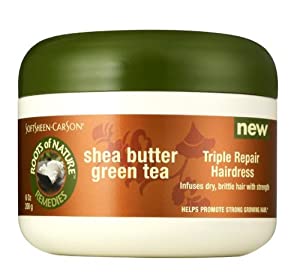 SOFTSHEEN·CARSON®
ROOTS of NATURE
REMEDIES
shea butter
green tea
new
Triple Repair
Hairdress
Infuses dry, brittle hair with strength
HELPS PROMOTE STRONG GROWING HAIR.